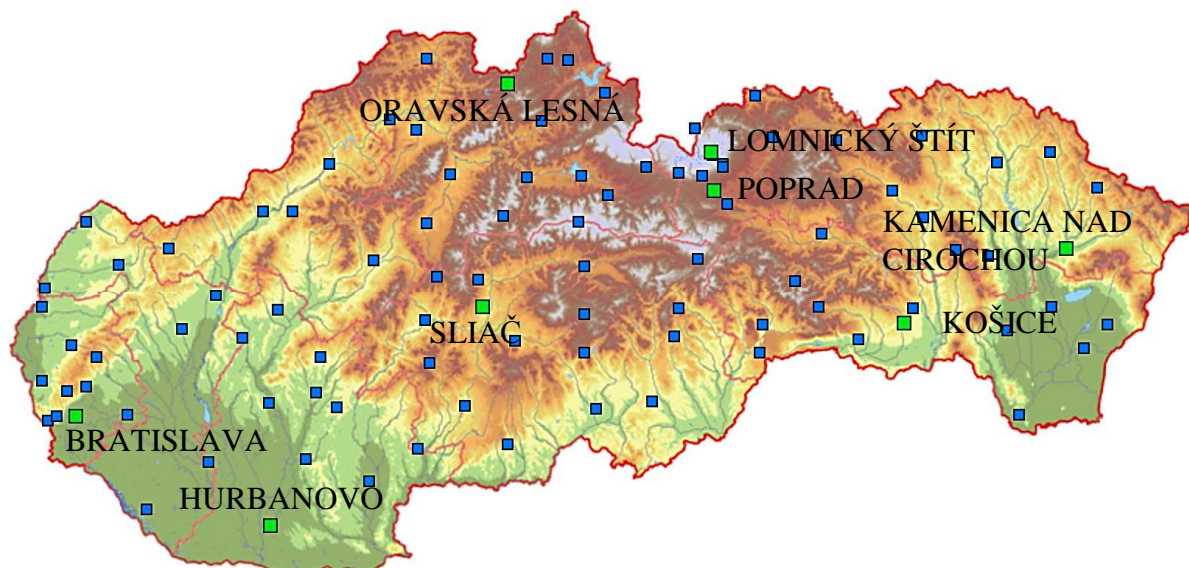 ORAVSKÁ LESNÁ
LOMNICKÝ ŠTÍT
POPRAD
KAMENICA NAD
CIROCHOU
SLIAČ
KOŠICE
BRATISLAVA
HURBANOVO